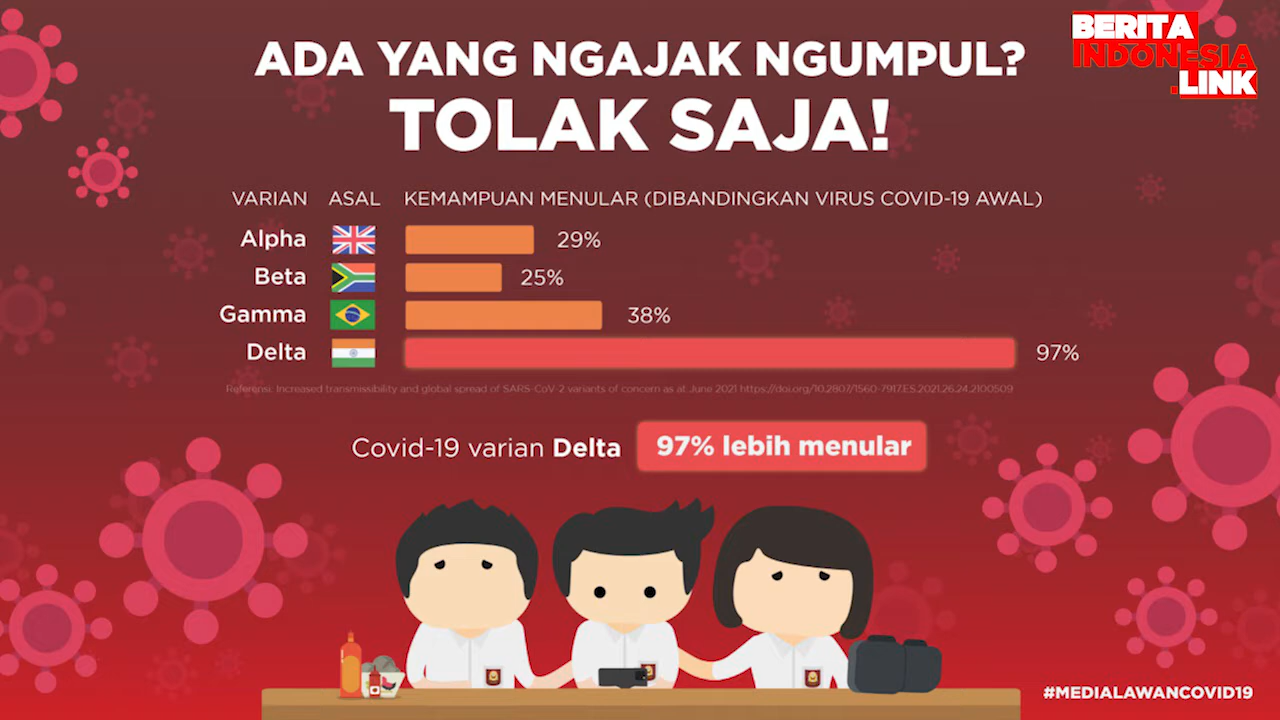 BERITA
INDONESIA
.LINK
ADA YANG NGAJAK NGUMPUL?
TOLAK SAJA!
VARIAN ASAL KEMAMPUAN MENULAR (DIBANDINGKAN VIRUS COVID-19 AWAL)
Alpha 29%
Beta 25%
Gamma 38%
Delta 97%
Referensi: Increased transmissibility and global spread of SARS-CoV-2 variants of concern as at June 2021 https://doi.org/10.2807/1560-7917.ES.2021.26.24.2100509
Covid-19 varian Delta 97% lebih menular
#MEDIALAWANCOVID19